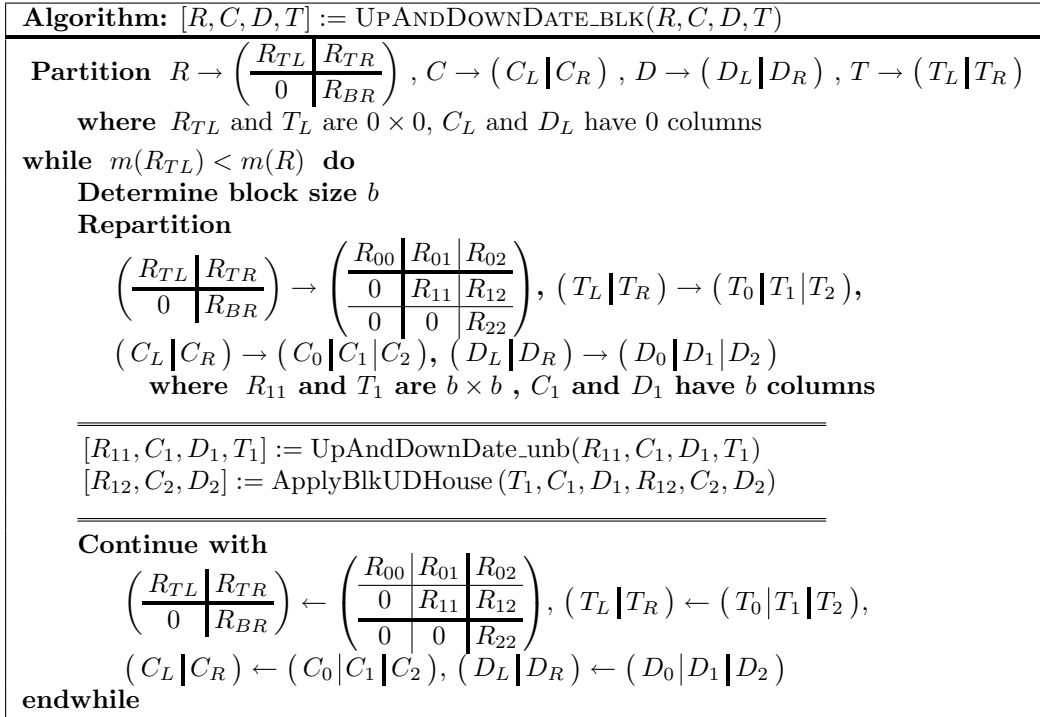 Algorithm: [R, C, D, T] := UPANDDOWNDATE_BLK(R, C, D, T)
Partition R → ( R_TL | R_TR ; 0 | R_BR ) , C → ( C_L | C_R ) , D → ( D_L | D_R ) , T → ( T_L | T_R )
where R_TL and T_L are 0 × 0, C_L and D_L have 0 columns
while m(R_TL) < m(R) do
Determine block size b
Repartition
( R_TL | R_TR ; 0 | R_BR ) → ( R_00 | R_01 | R_02 ; 0 | R_11 | R_12 ; 0 | 0 | R_22 ), ( T_L | T_R ) → ( T_0 | T_1 | T_2 ),
( C_L | C_R ) → ( C_0 | C_1 | C_2 ), ( D_L | D_R ) → ( D_0 | D_1 | D_2 )
where R_11 and T_1 are b × b , C_1 and D_1 have b columns
[R_11, C_1, D_1, T_1] := UpAndDownDate_unb(R_11, C_1, D_1, T_1)
[R_12, C_2, D_2] := ApplyBlkUDHouse (T_1, C_1, D_1, R_12, C_2, D_2)
Continue with
( R_TL | R_TR ; 0 | R_BR ) ← ( R_00 | R_01 | R_02 ; 0 | R_11 | R_12 ; 0 | 0 | R_22 ), ( T_L | T_R ) ← ( T_0 | T_1 | T_2 ),
( C_L | C_R ) ← ( C_0 | C_1 | C_2 ), ( D_L | D_R ) ← ( D_0 | D_1 | D_2 )
endwhile